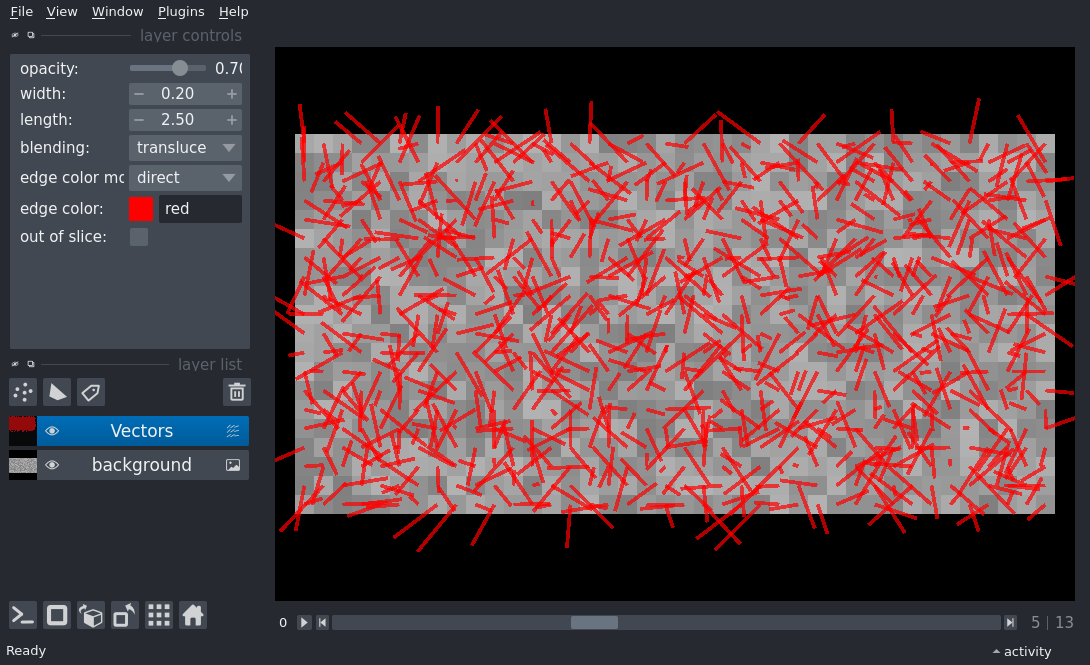 File View Window Plugins Help
layer controls
opacity: 0.70
width: 0.20
length: 2.50
blending: transluce
edge color mo direct
edge color: red
out of slice:
layer list
Vectors
background
0 5 | 13
Ready activity